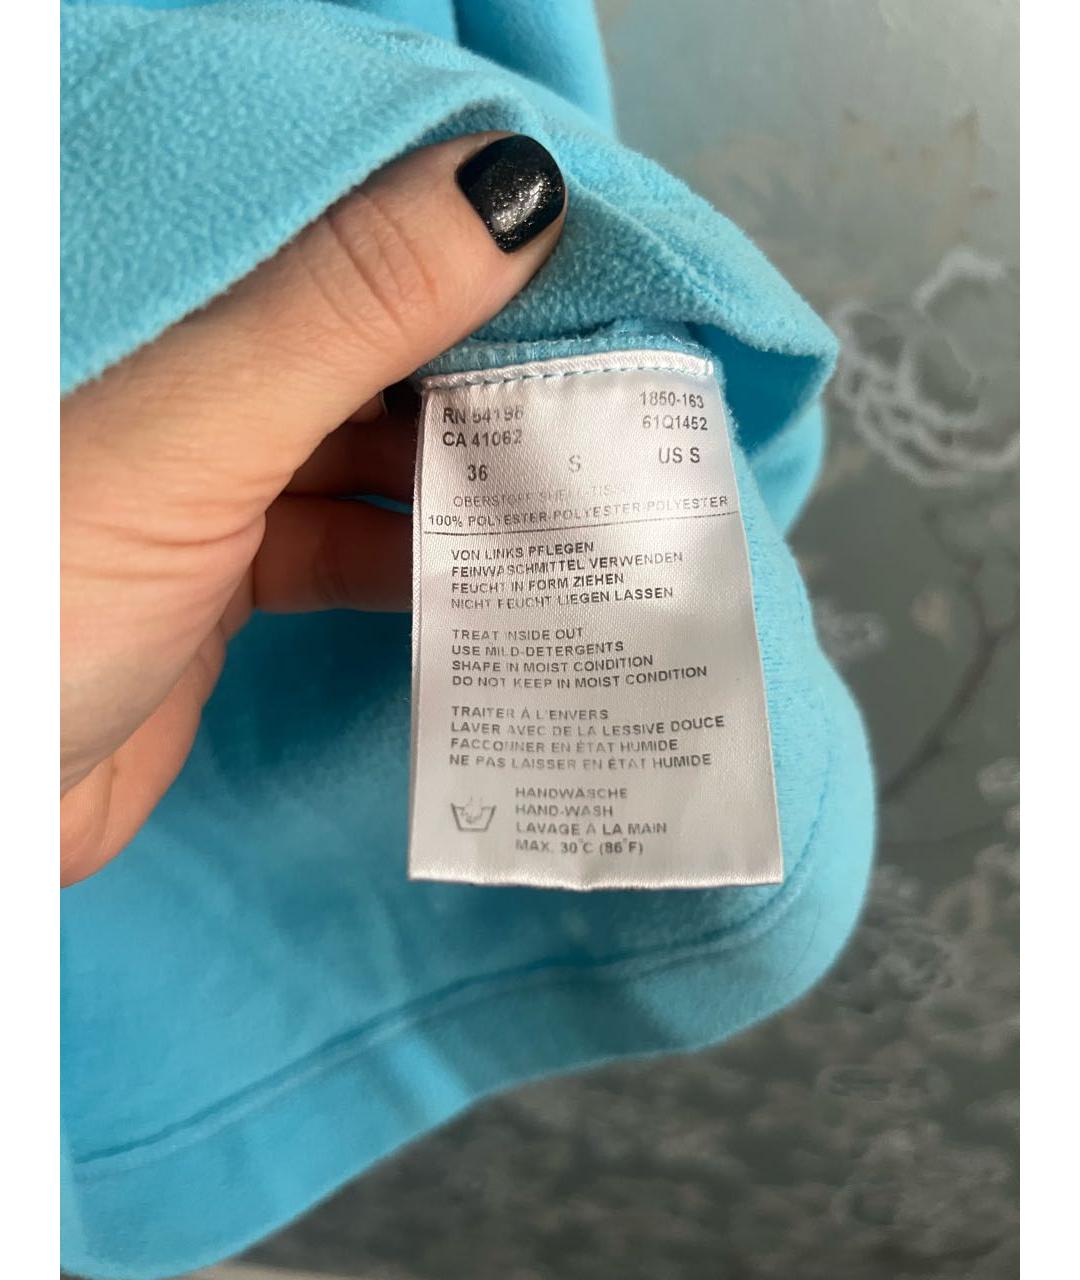 RN 54196
1850-163
CA 41062
61Q1452
36 S US S
OBERSTOFF SHELL
100% POLYESTER POLYESTER POLYESTER
VON LINKS PFLEGEN
FEINWASCHMITTEL VERWENDEN
FEUCHT IN FORM ZIEHEN
NICHT FEUCHT LIEGEN LASSEN
TREAT INSIDE OUT
USE MILD-DETERGENTS
SHAPE IN MOIST CONDITION
DO NOT KEEP IN MOIST CONDITION
TRAITER À L'ENVERS
LAVER AVEC DE LA LESSIVE DOUCE
FACCONNER EN ÉTAT HUMIDE
NE PAS LAISSER EN ÉTAT HUMIDE
HANDWÄSCHE
HAND-WASH
LAVAGE À LA MAIN
MAX. 30°C (86°F)